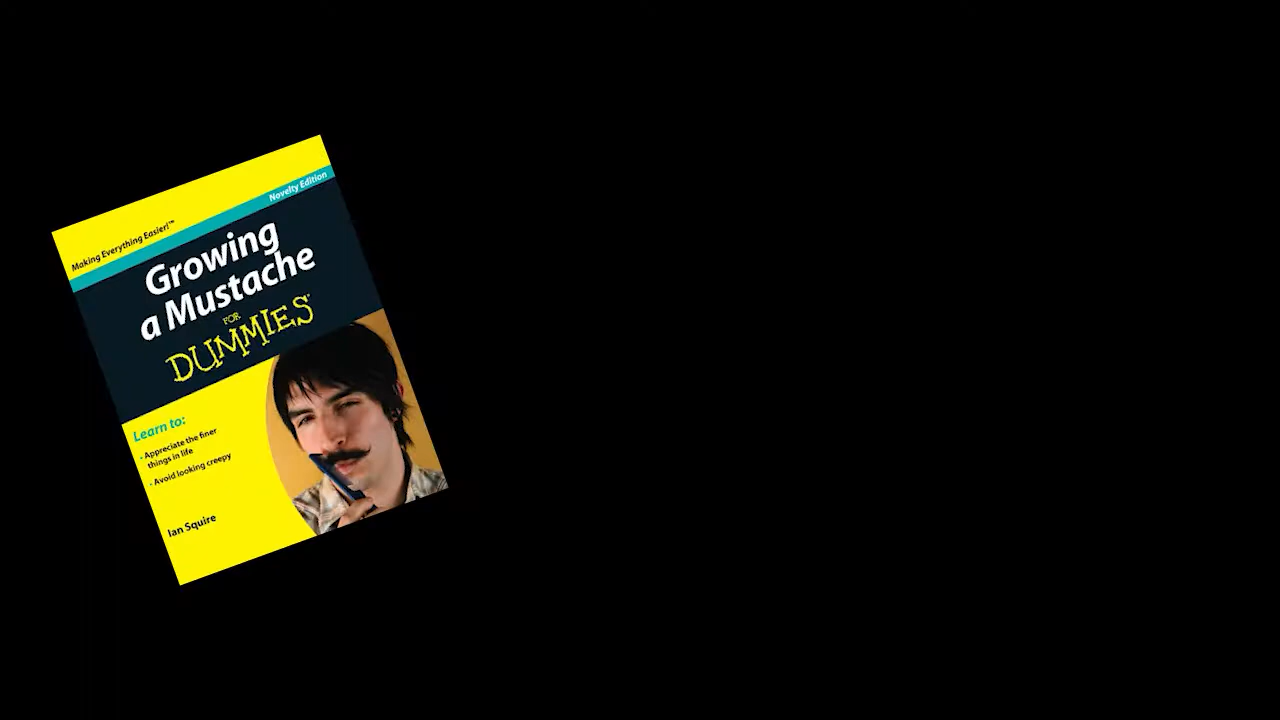 Making Everything Easier!™
Novelty Edition
Growing
a Mustache
FOR
DUMMIES®
Learn to:
• Appreciate the finer
things in life
• Avoid looking creepy
Ian Squire